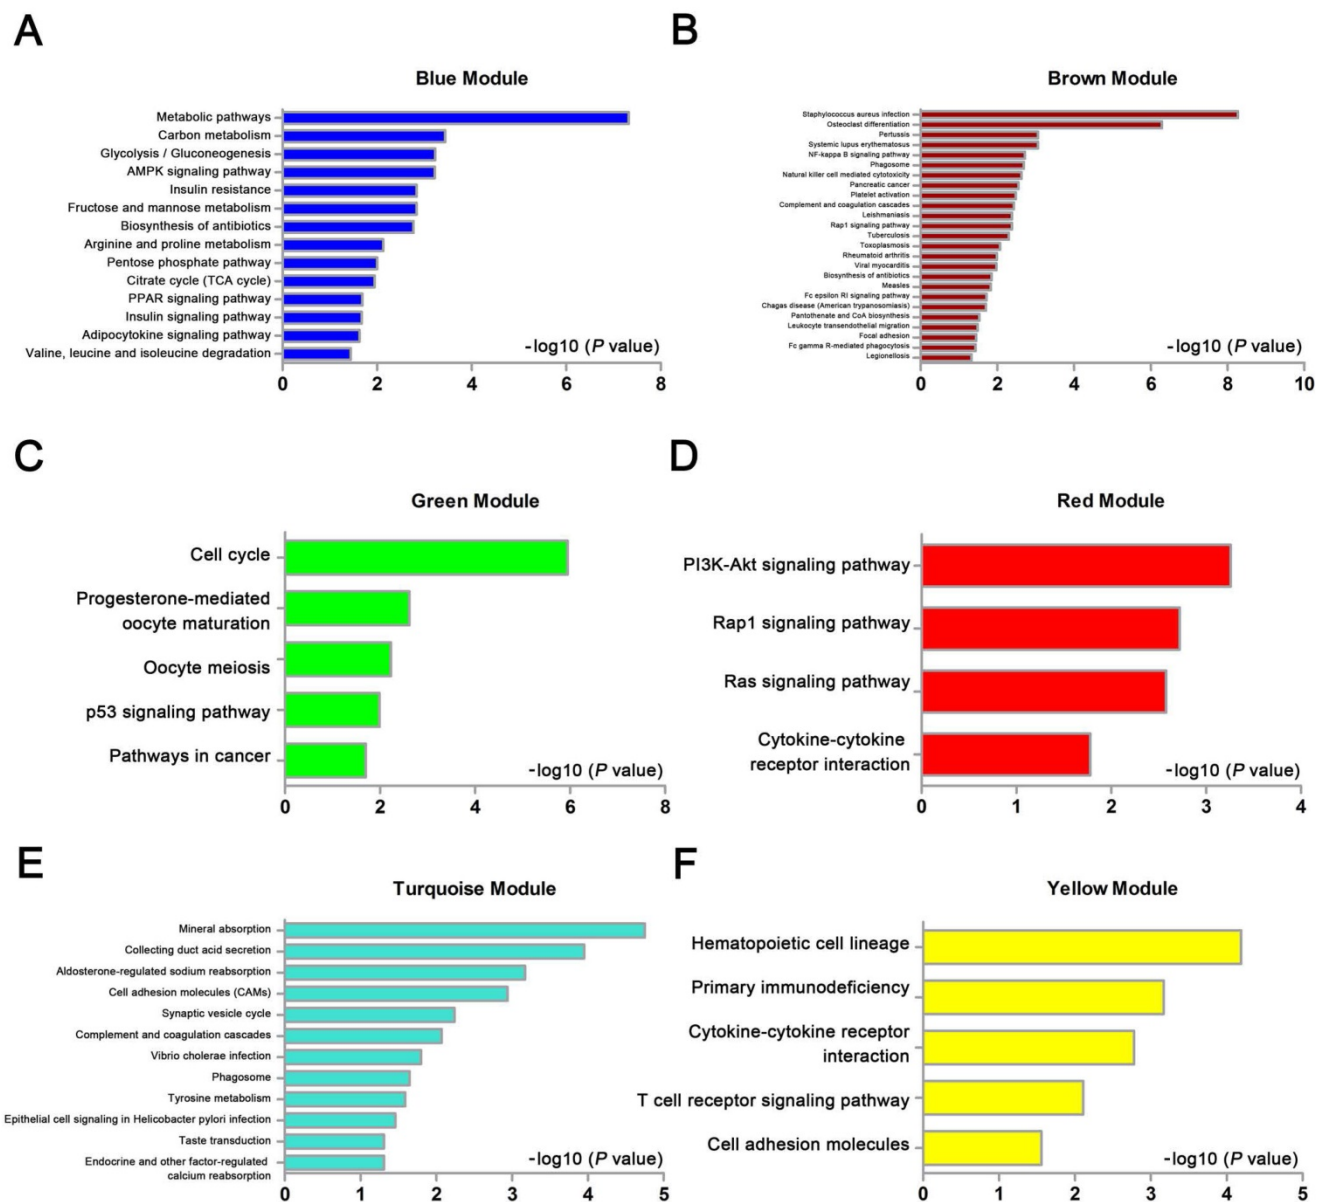 A
Blue Module
Metabolic pathways
Carbon metabolism
Glycolysis / Gluconeogenesis
AMPK signaling pathway
Insulin resistance
Fructose and mannose metabolism
Biosynthesis of antibiotics
Arginine and proline metabolism
Pentose phosphate pathway
Citrate cycle (TCA cycle)
PPAR signaling pathway
Insulin signaling pathway
Adipocytokine signaling pathway
Valine, leucine and isoleucine degradation
-log10 (P value)
0 2 4 6 8
B
Brown Module
Staphylococcus aureus infection
Osteoclast differentiation
Pertussis
Systemic lupus erythematosus
NF-kappa B signaling pathway
Phagosome
Natural killer cell mediated cytotoxicity
Pancreatic cancer
Platelet activation
Complement and coagulation cascades
Leishmaniasis
Rap1 signaling pathway
Tuberculosis
Toxoplasmosis
Rheumatoid arthritis
Viral myocarditis
Biosynthesis of antibiotics
Measles
Fc epsilon RI signaling pathway
Chagas disease (American trypanosomiasis)
Pantothenate and CoA biosynthesis
Leukocyte transendothelial migration
Focal adhesion
Fc gamma R-mediated phagocytosis
Legionellosis
-log10 (P value)
0 2 4 6 8 10
C
Green Module
Cell cycle
Progesterone-mediated
oocyte maturation
Oocyte meiosis
p53 signaling pathway
Pathways in cancer
-log10 (P value)
0 2 4 6 8
D
Red Module
PI3K-Akt signaling pathway
Rap1 signaling pathway
Ras signaling pathway
Cytokine-cytokine
receptor interaction
-log10 (P value)
0 1 2 3 4
E
Turquoise Module
Mineral absorption
Collecting duct acid secretion
Aldosterone-regulated sodium reabsorption
Cell adhesion molecules (CAMs)
Synaptic vesicle cycle
Complement and coagulation cascades
Vibrio cholerae infection
Phagosome
Tyrosine metabolism
Epithelial cell signaling in Helicobacter pylori infection
Taste transduction
Endocrine and other factor-regulated
calcium reabsorption
-log10 (P value)
0 1 2 3 4 5
F
Yellow Module
Hematopoietic cell lineage
Primary immunodeficiency
Cytokine-cytokine receptor
interaction
T cell receptor signaling pathway
Cell adhesion molecules
-log10 (P value)
0 1 2 3 4 5